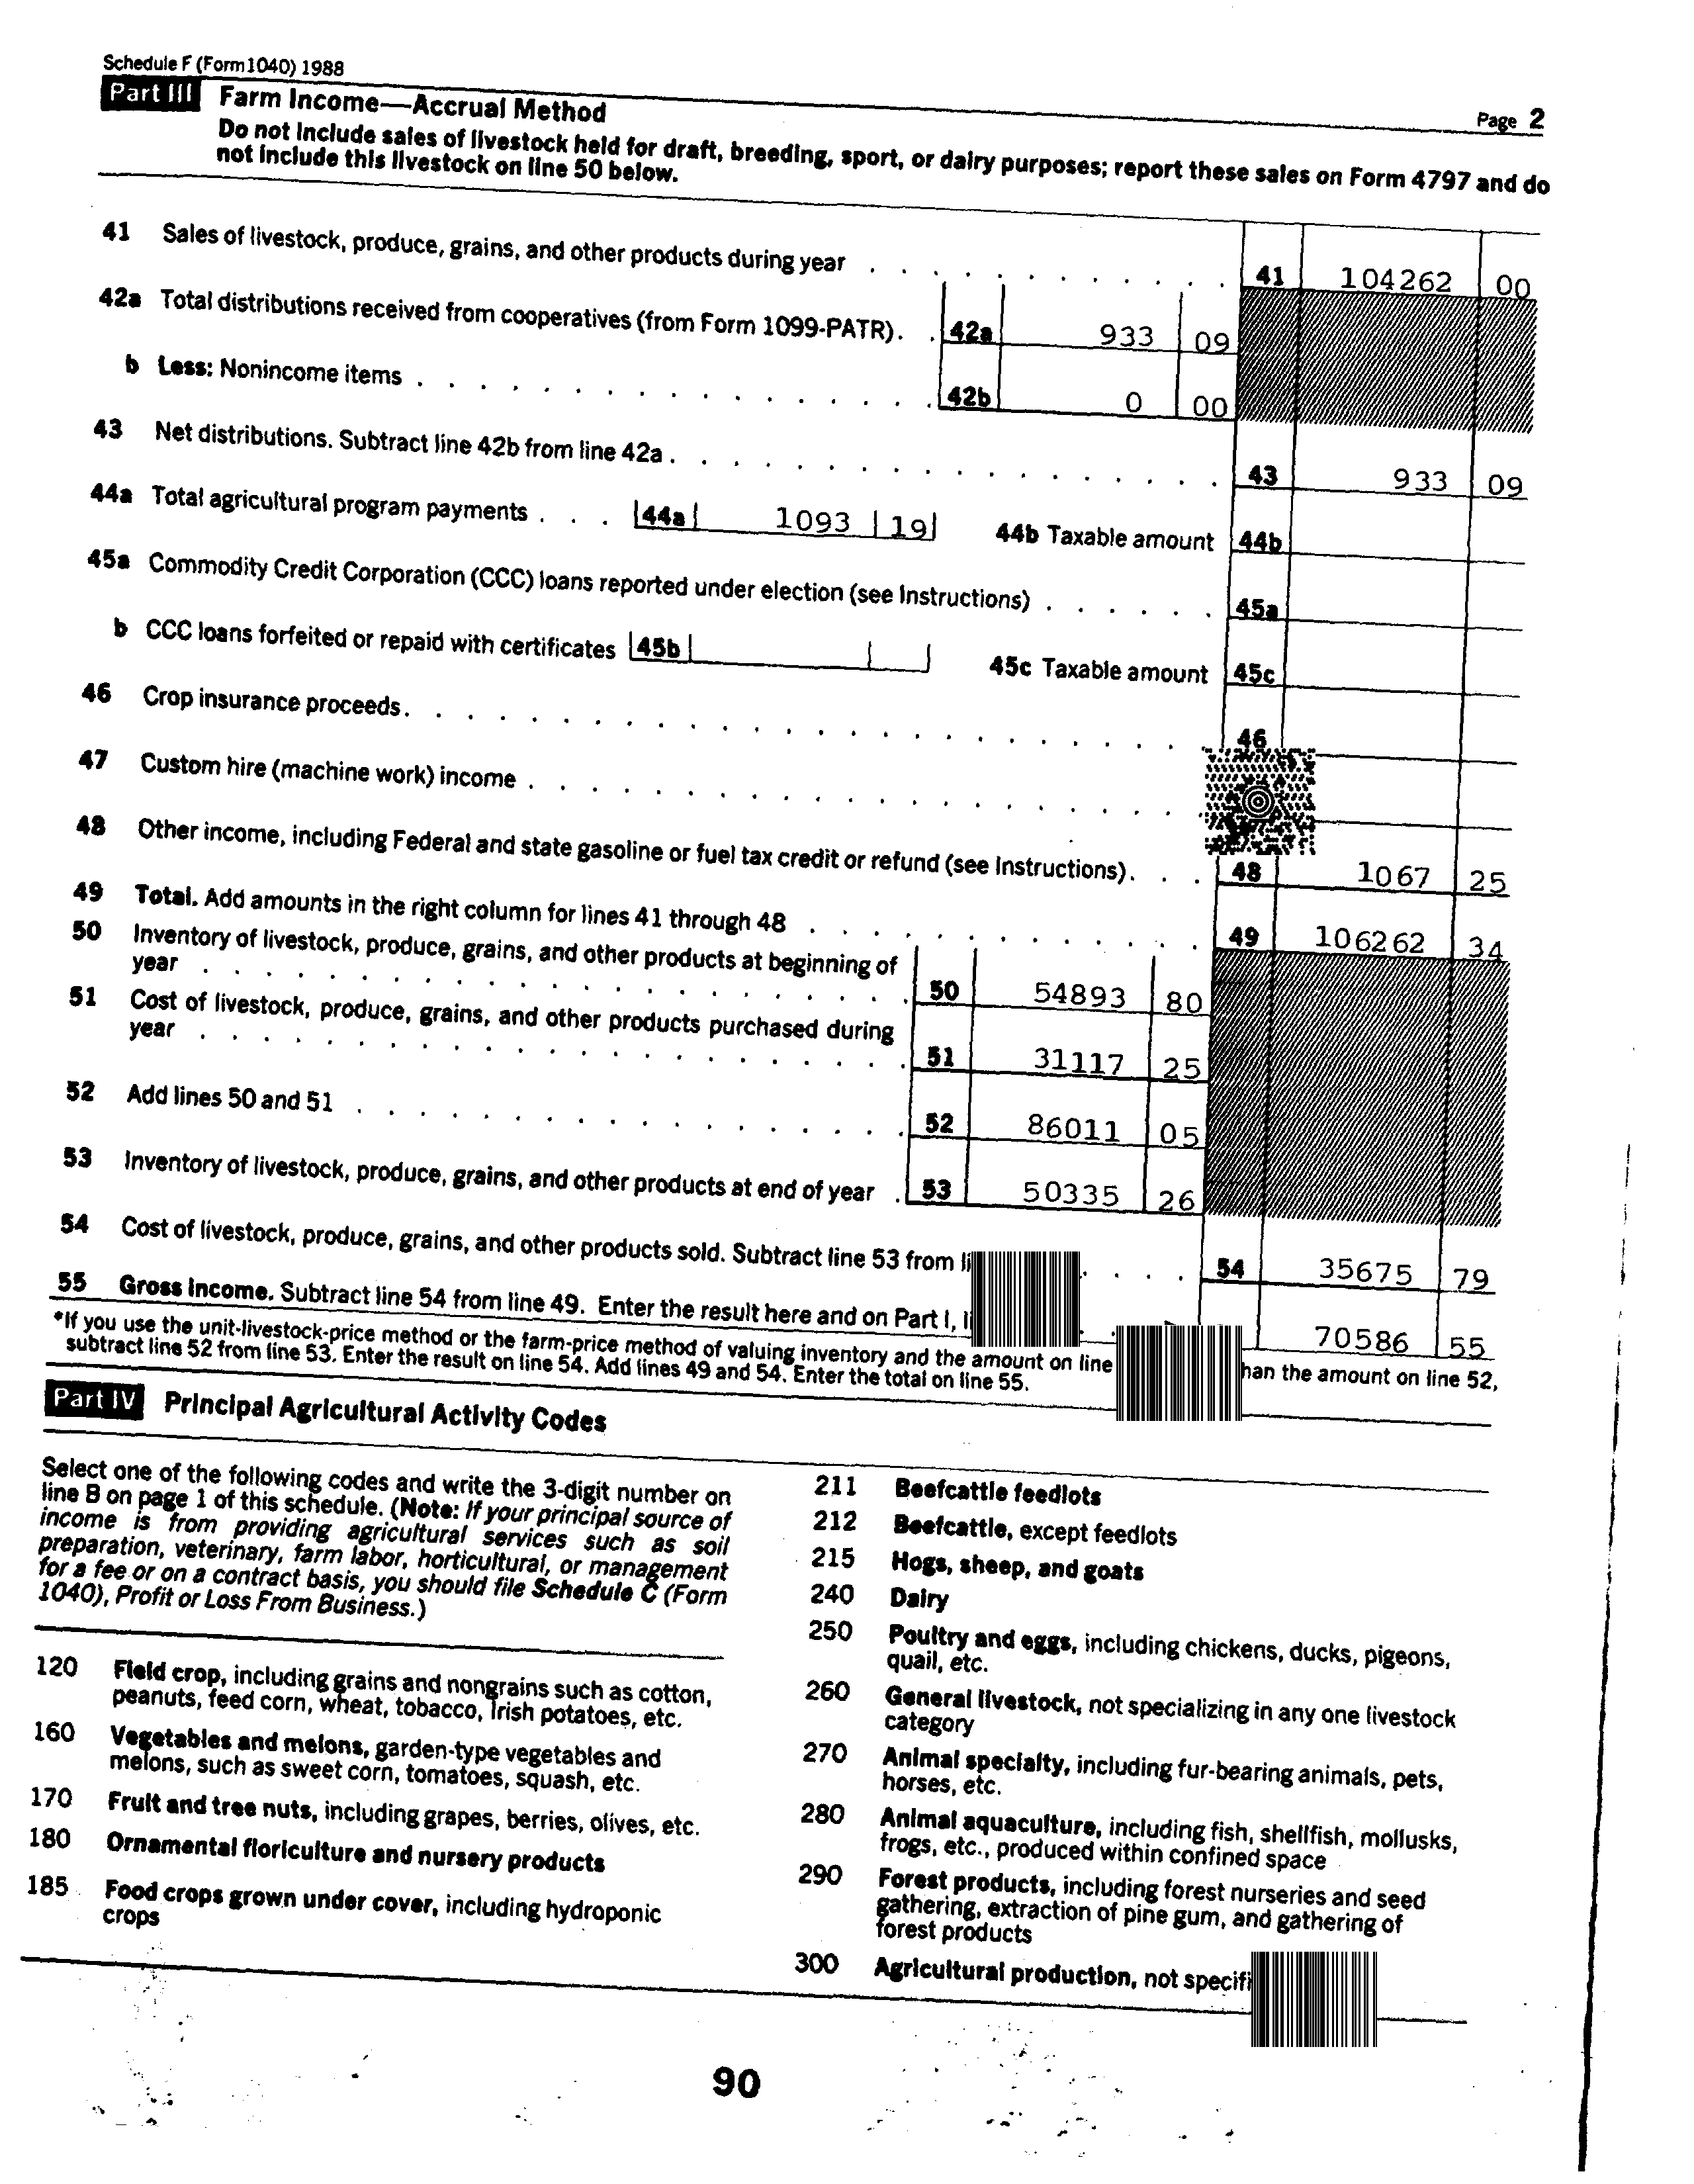 Schedule F (Form 1040) 1988
Page 2
Part III Farm Income—Accrual Method
Do not include sales of livestock held for draft, breeding, sport, or dairy purposes; report these sales on Form 4797 and do
not include this livestock on line 50 below.
41 Sales of livestock, produce, grains, and other products during year . . . . . . . . . . . . 41 104262 00
42a Total distributions received from cooperatives (from Form 1099-PATR). . 42a 933 09
b Less: Nonincome items . . . . . . . . . . . . . . . . . 42b 0 00
43 Net distributions. Subtract line 42b from line 42a . . . . . . . . . . . . . . . . . . 43 933 09
44a Total agricultural program payments . . . 44a 1093 19 44b Taxable amount 44b
45a Commodity Credit Corporation (CCC) loans reported under election (see Instructions) . . . . . . 45a
b CCC loans forfeited or repaid with certificates 45b 45c Taxable amount 45c
46 Crop insurance proceeds. . . . . . . . . . . . . . . . . . . . . . . . . . 46
47 Custom hire (machine work) income . . . . . . . . . . . . . . . . . . . . . .
48 Other income, including Federal and state gasoline or fuel tax credit or refund (see Instructions). . . 48 1067 25
49 Total. Add amounts in the right column for lines 41 through 48 . . . . . . . . . . . . . 49 106262 34
50 Inventory of livestock, produce, grains, and other products at beginning of
year . . . . . . . . . . . . . . . . . . . . . . . 50 54893 80
51 Cost of livestock, produce, grains, and other products purchased during
year . . . . . . . . . . . . . . . . . . . . . . . 51 31117 25
52 Add lines 50 and 51 . . . . . . . . . . . . . . . . . . 52 86011 05
53 Inventory of livestock, produce, grains, and other products at end of year . 53 50335 26
54 Cost of livestock, produce, grains, and other products sold. Subtract line 53 from . . . . 54 35675 79
55 Gross Income. Subtract line 54 from line 49. Enter the result here and on Part I, 70586 55
*If you use the unit-livestock-price method or the farm-price method of valuing inventory and the amount on line han the amount on line 52,
subtract line 52 from line 53. Enter the result on line 54. Add lines 49 and 54. Enter the total on line 55.
Part IV Principal Agricultural Activity Codes
Select one of the following codes and write the 3-digit number on
line B on page 1 of this schedule. (Note: If your principal source of
income is from providing agricultural services such as soil
preparation, veterinary, farm labor, horticultural, or management
for a fee or on a contract basis, you should file Schedule C (Form
1040), Profit or Loss From Business.)
120 Field crop, including grains and nongrains such as cotton,
peanuts, feed corn, wheat, tobacco, Irish potatoes, etc.
160 Vegetables and melons, garden-type vegetables and
melons, such as sweet corn, tomatoes, squash, etc.
170 Fruit and tree nuts, including grapes, berries, olives, etc.
180 Ornamental floriculture and nursery products
185 Food crops grown under cover, including hydroponic
crops
211 Beefcattle feedlots
212 Beefcattle, except feedlots
215 Hogs, sheep, and goats
240 Dairy
250 Poultry and eggs, including chickens, ducks, pigeons,
quail, etc.
260 General livestock, not specializing in any one livestock
category
270 Animal specialty, including fur-bearing animals, pets,
horses, etc.
280 Animal aquaculture, including fish, shellfish, mollusks,
frogs, etc., produced within confined space
290 Forest products, including forest nurseries and seed
gathering, extraction of pine gum, and gathering of
forest products
300 Agricultural production, not specifi
90